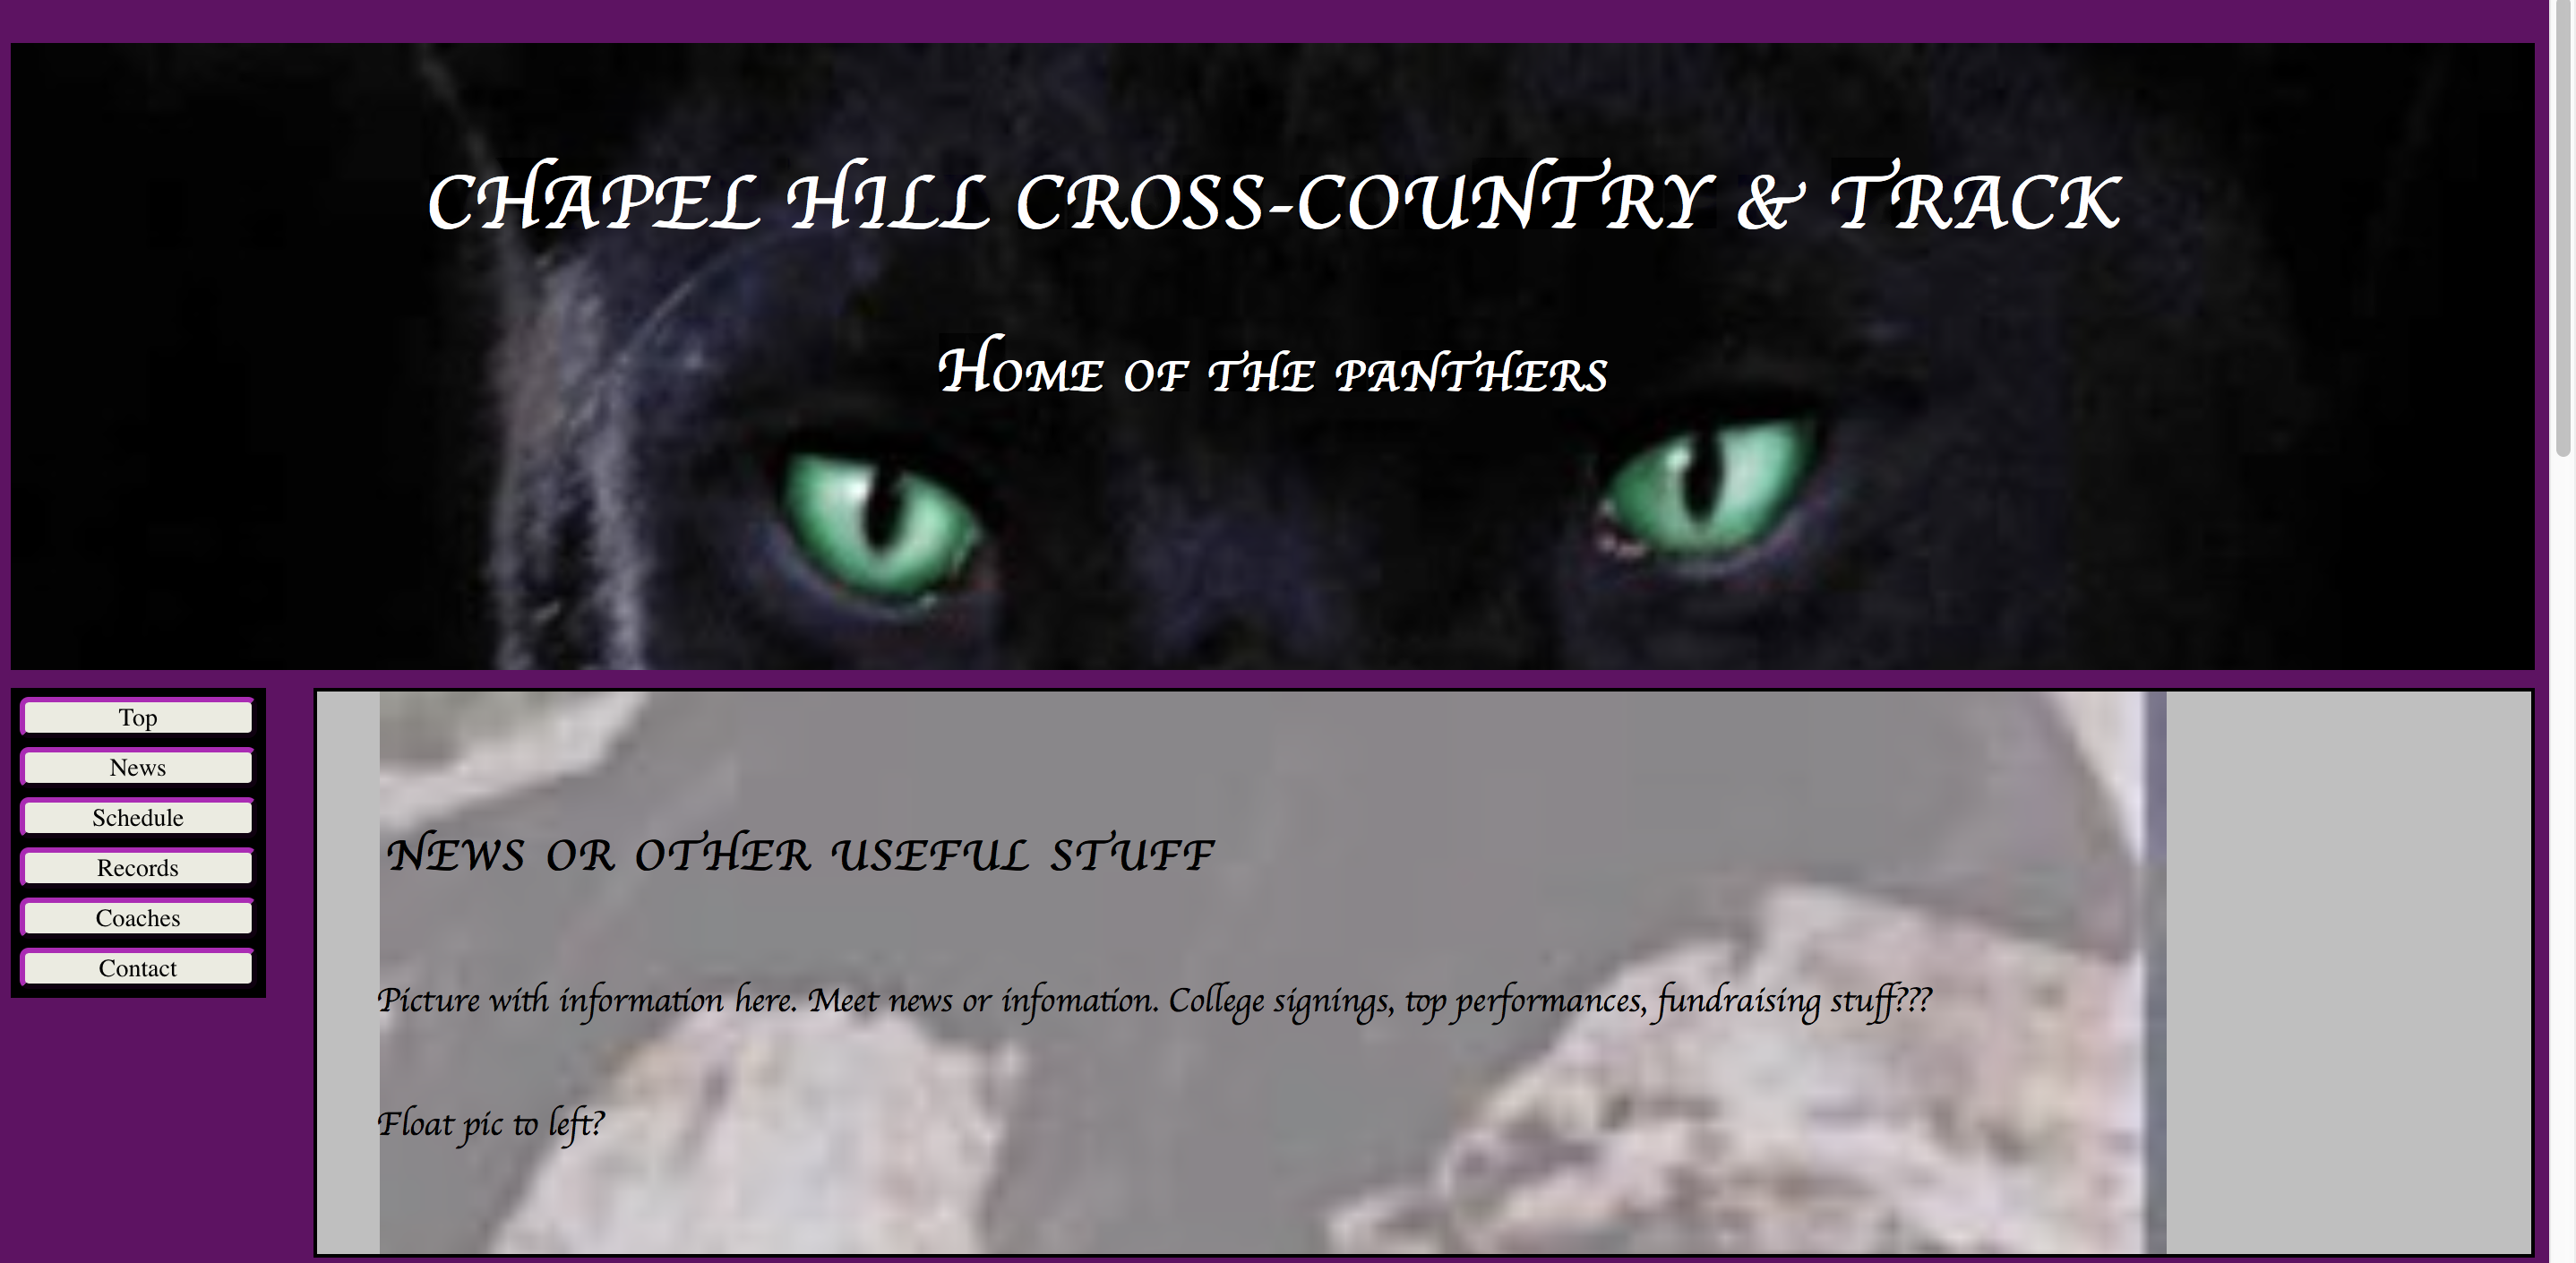 CHAPEL HILL CROSS-COUNTRY & TRACK
Home of the panthers
Top
News
Schedule
Records
Coaches
Contact
NEWS OR OTHER USEFUL STUFF
Picture with information here. Meet news or infomation. College signings, top performances, fundraising stuff???
Float pic to left?